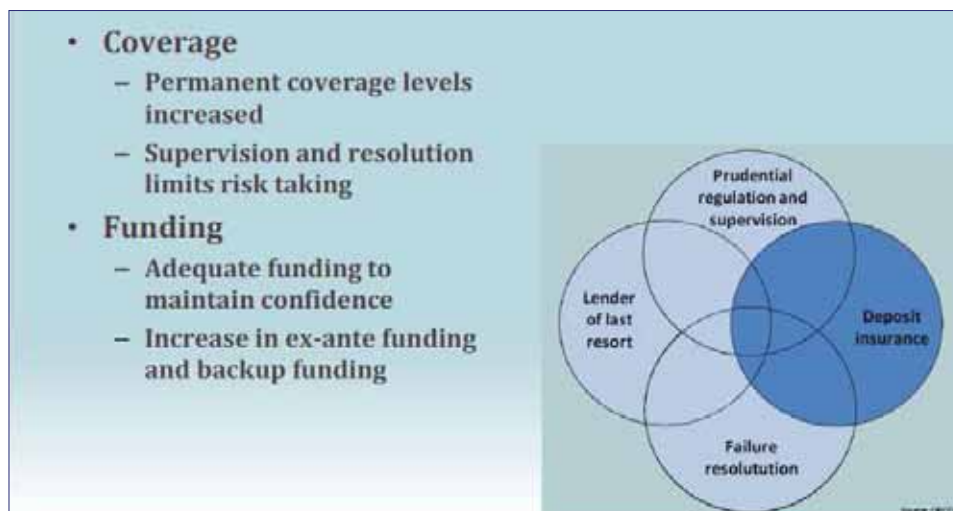 • Coverage
– Permanent coverage levels
increased
– Supervision and resolution
limits risk taking
• Funding
– Adequate funding to
maintain confidence
– Increase in ex-ante funding
and backup funding
Prudential
regulation and
supervision
Lender
of last
resort
Deposit
insurance
Failure
resolutution